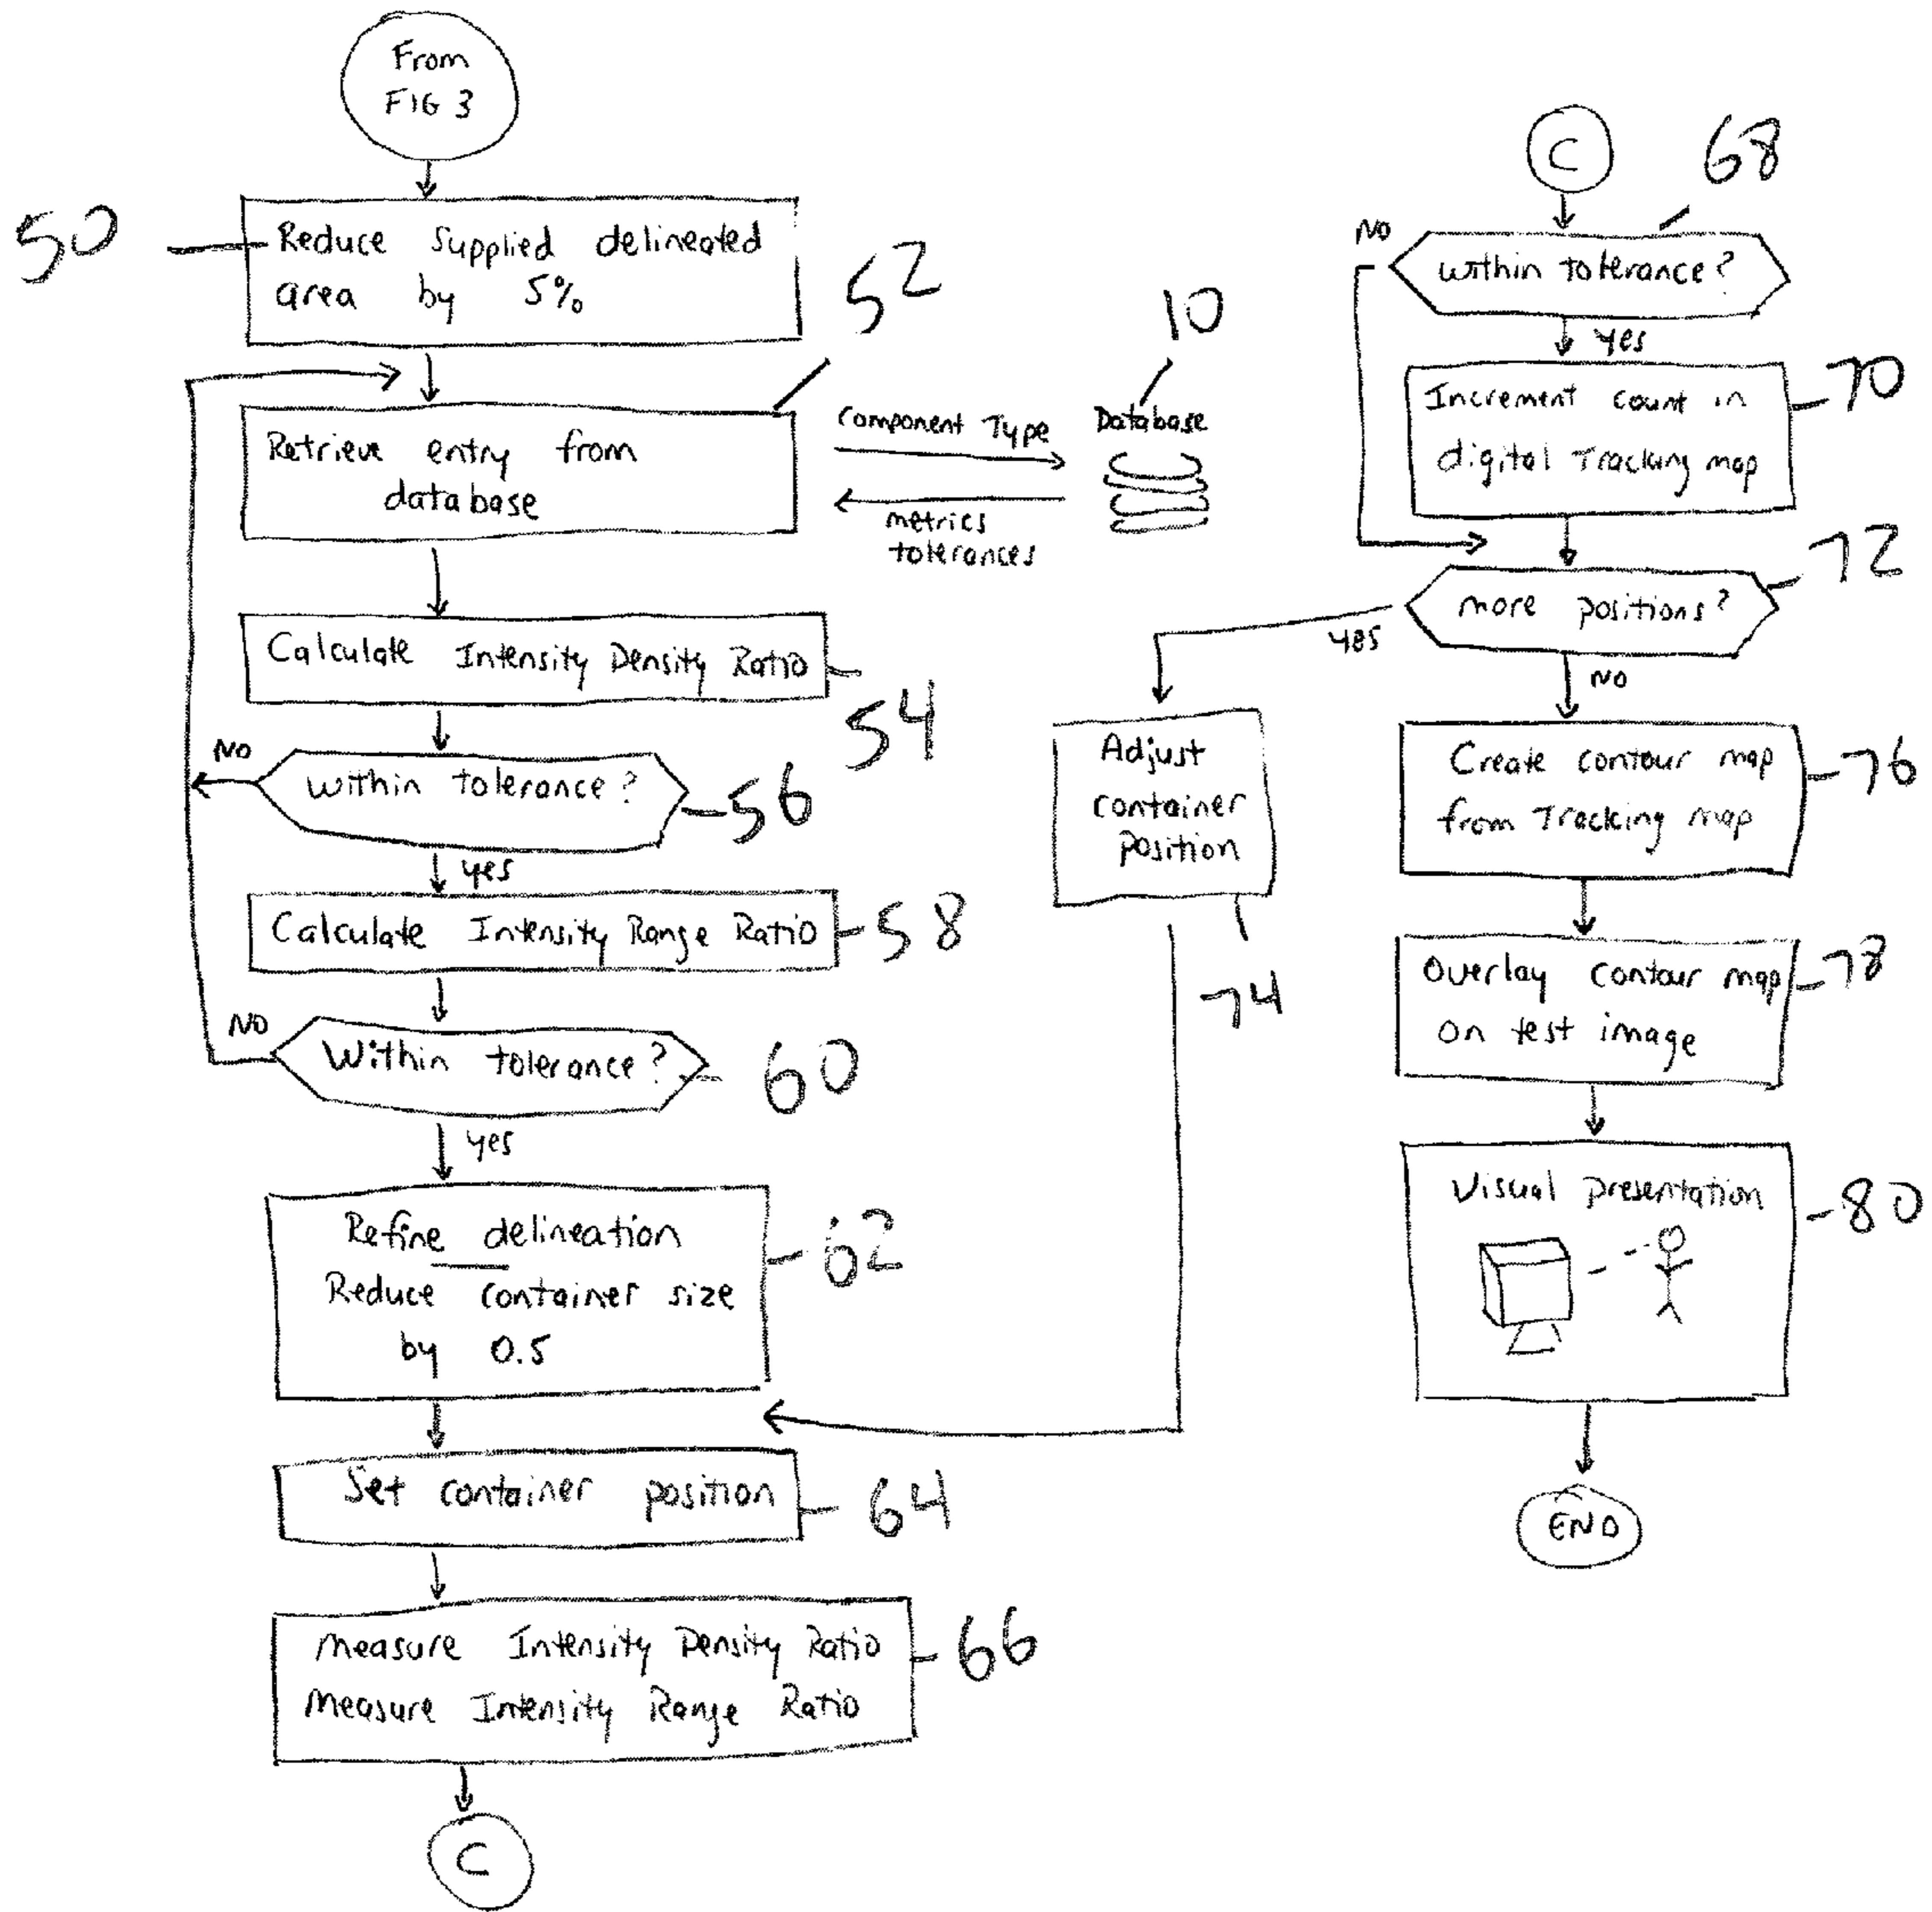 From
FIG 3
50
Reduce Supplied delineated
area by 5%
52
Retrieve entry from
database
Component Type
metrics
tolerances
10
Database
Calculate Intensity Density Ratio
54
NO
within tolerance?
56
yes
Calculate Intensity Range Ratio
58
NO
Within tolerance?
60
yes
Refine delineation
Reduce container size
by 0.5
62
Set container position
64
measure Intensity Density Ratio
measure Intensity Range Ratio
66
C
C
68
NO
within tolerance?
yes
Increment count in
digital Tracking map
70
more positions?
72
yes
NO
Adjust
container
Position
74
Create contour map
from Tracking map
76
Overlay contour map
on test image
78
Visual presentation
80
END